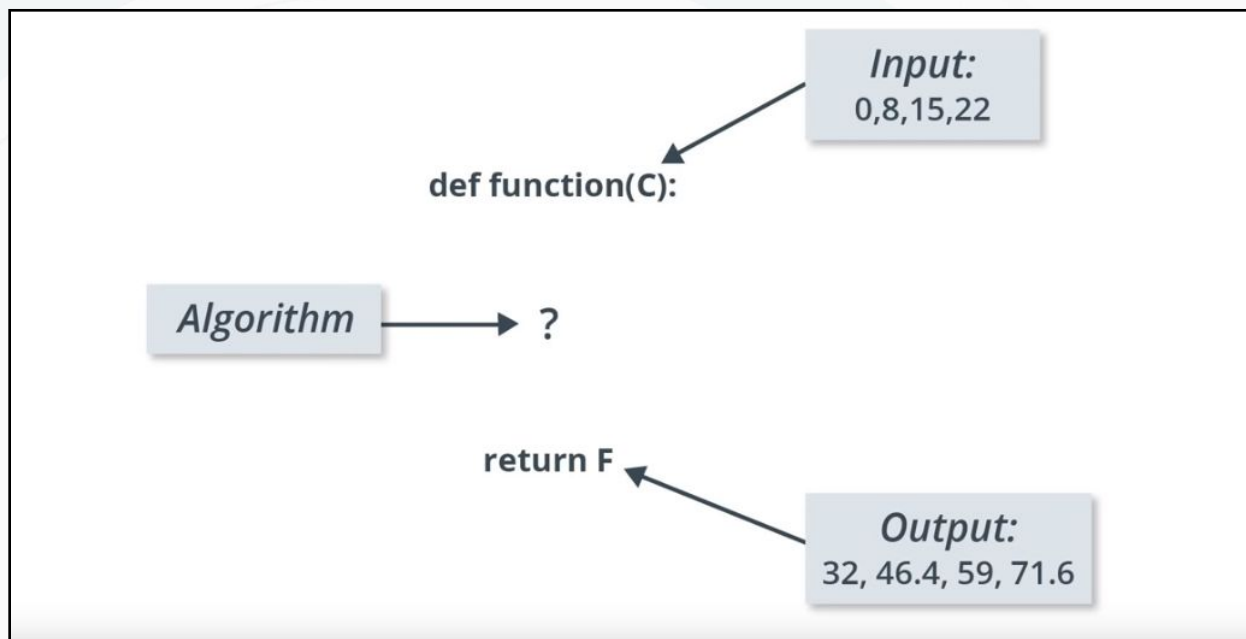 Input:
0,8,15,22
def function(C):
Algorithm
?
return F
Output:
32, 46.4, 59, 71.6